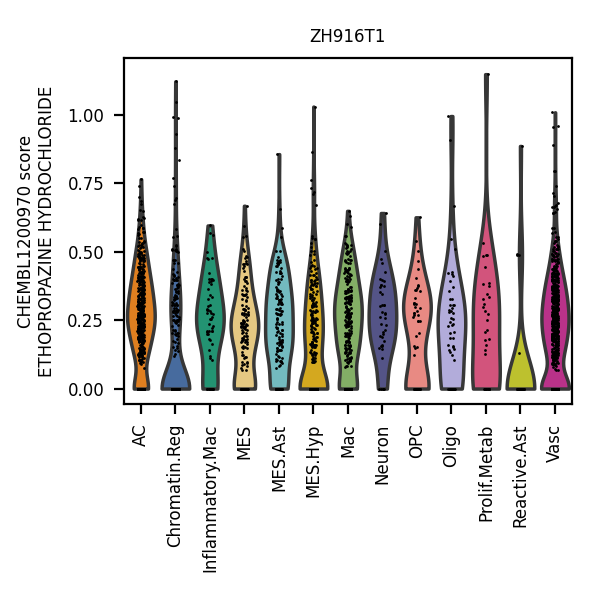 ZH916T1
CHEMBL1200970 score
ETHOPROPAZINE HYDROCHLORIDE
1.00
0.75
0.50
0.25
0.00
AC
Chromatin.Reg
Inflammatory.Mac
MES
MES.Ast
MES.Hyp
Mac
Neuron
OPC
Oligo
Prolif.Metab
Reactive.Ast
Vasc